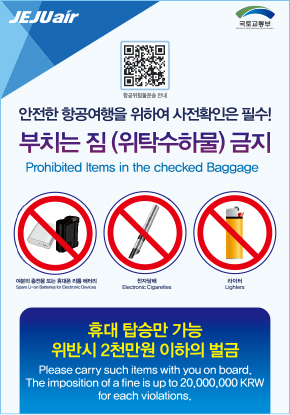 JEJUair
국토교통부
항공위험물운송 안내
안전한 항공여행을 위하여 사전확인은 필수!
부치는 짐 (위탁수하물) 금지
Prohibited Items in the checked Baggage
여분의 충전용 또는 휴대폰 리튬 배터리
Spare Li-on Batteries for Electronic Devices
전자담배
Electronic Cigarettes
라이터
Lighters
휴대 탑승만 가능
위반시 2천만원 이하의 벌금
Please carry such items with you on board.
The imposition of a fine is up to 20,000,000 KRW
for each violations.